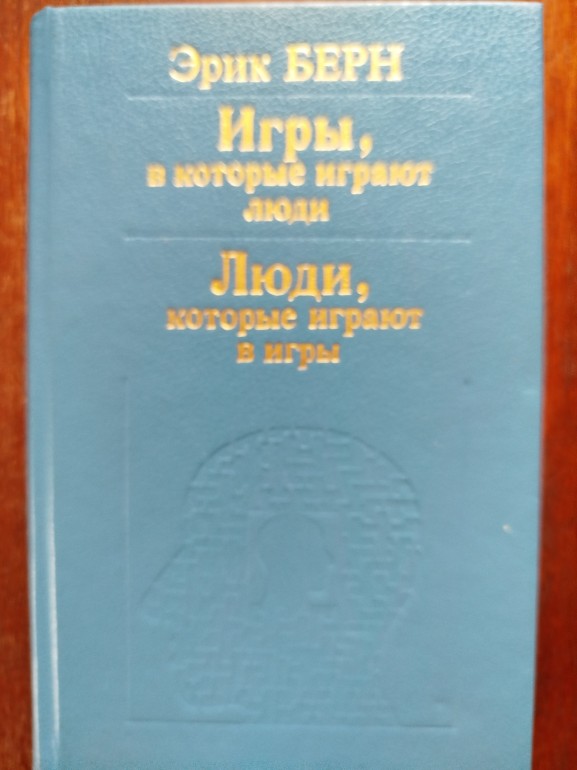 Эрик БЕРН
Игры,
в которые играют
люди
Люди,
которые играют
в игры